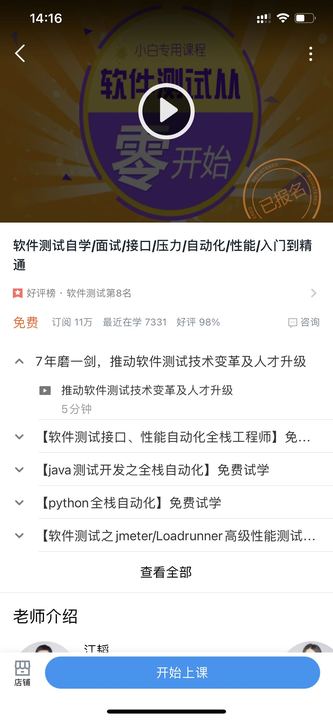 14:16
小白专用课程
软件测试从
零开始
已报名
软件测试自学/面试/接口/压力/自动化/性能/入门到精
通
好评榜·软件测试第8名
免费 订阅 11万 最近在学 7331 好评 98% 咨询
7年磨一剑，推动软件测试技术变革及人才升级
推动软件测试技术变革及人才升级
5分钟
【软件测试接口、性能自动化全栈工程师】免...
【java测试开发之全栈自动化】免费试学
【python全栈自动化】免费试学
【软件测试之jmeter/Loadrunner高级性能测试...
查看全部
老师介绍
江韬
店铺
开始上课